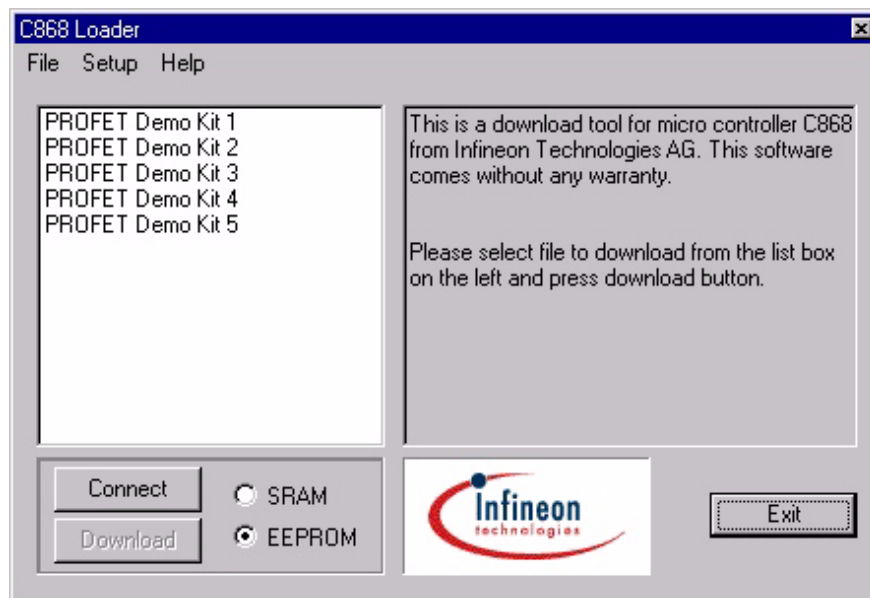 C868 Loader
File Setup Help
PROFET Demo Kit 1
PROFET Demo Kit 2
PROFET Demo Kit 3
PROFET Demo Kit 4
PROFET Demo Kit 5
This is a download tool for micro controller C868
from Infineon Technologies AG. This software
comes without any warranty.
Please select file to download from the list box
on the left and press download button.
Connect
SRAM
Download
EEPROM
Infineon
technologies
Exit